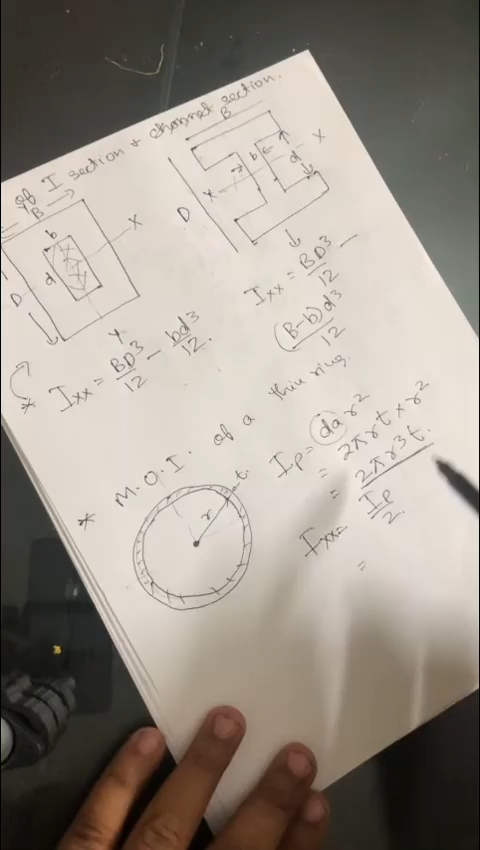 of I section & channel section.
B
b
d
D
X
Y
B
D
b
d
X
X
* Ixx = BD³/12 - bd³/12.
Ixx = BD³/12 -
(B-b)d³/12
* M.O.I. of a thin ring.
t.
r
Ip = da r²
= 2πrt × r²
= 2πr³t.
Ixx = Ip/2.
=